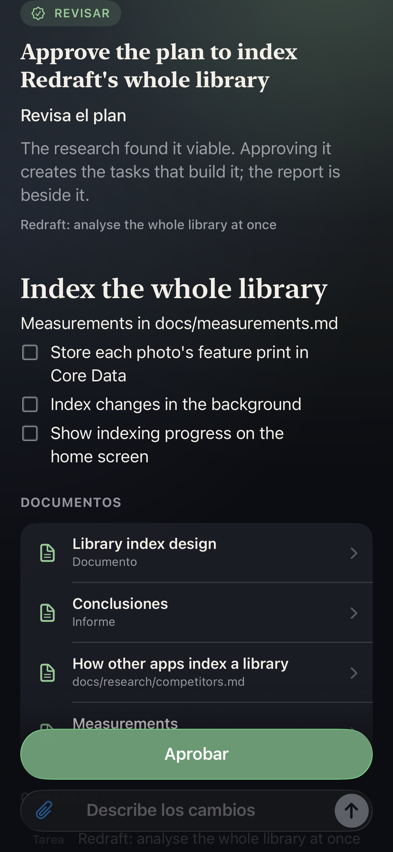 REVISAR
Approve the plan to index
Redraft's whole library
Revisa el plan
The research found it viable. Approving it
creates the tasks that build it; the report is
beside it.
Redraft: analyse the whole library at once
Index the whole library
Measurements in docs/measurements.md
Store each photo's feature print in
Core Data
Index changes in the background
Show indexing progress on the
home screen
DOCUMENTOS
Library index design
Documento
Conclusiones
Informe
How other apps index a library
docs/research/competitors.md
Measurements
Aprobar
Describe los cambios
Tarea
Redraft: analyse the whole library at once